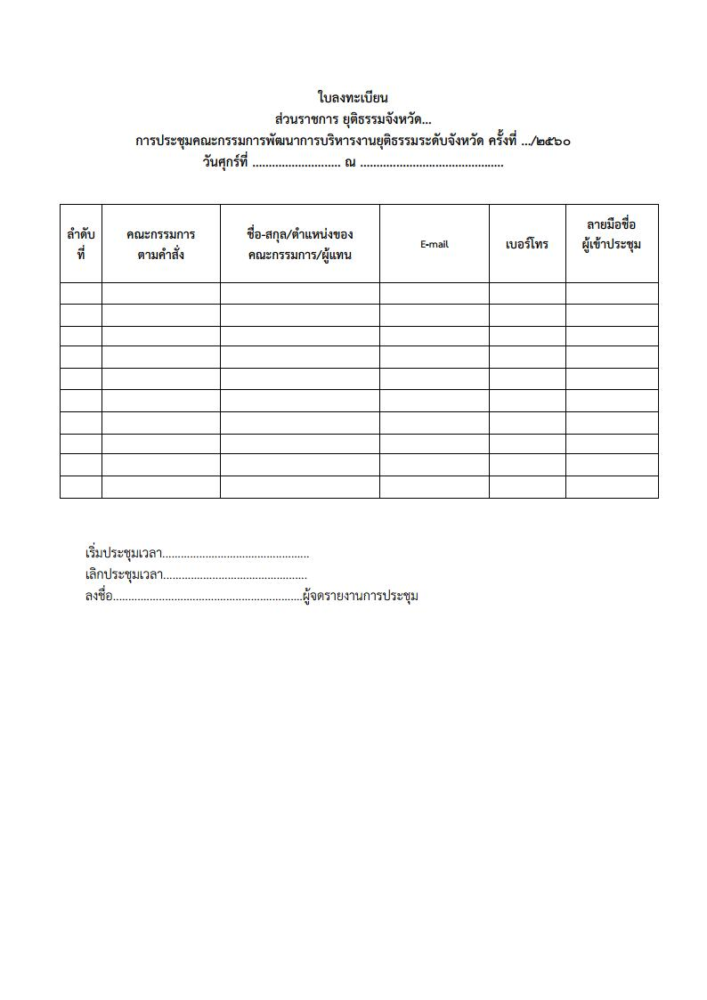 ใบลงทะเบียน
ส่วนราชการ ยุติธรรมจังหวัด...
การประชุมคณะกรรมการพัฒนาการบริหารงานยุติธรรมระดับจังหวัด ครั้งที่ .../๒๕๖๐
วันศุกร์ที่ ........................... ณ ............................................
ลำดับ
ที่
คณะกรรมการ
ตามคำสั่ง
ชื่อ-สกุล/ตำแหน่งของ
คณะกรรมการ/ผู้แทน
E-mail
เบอร์โทร
ลายมือชื่อ
ผู้เข้าประชุม
เริ่มประชุมเวลา................................................
เลิกประชุมเวลา...............................................
ลงชื่อ..............................................................ผู้จดรายงานการประชุม